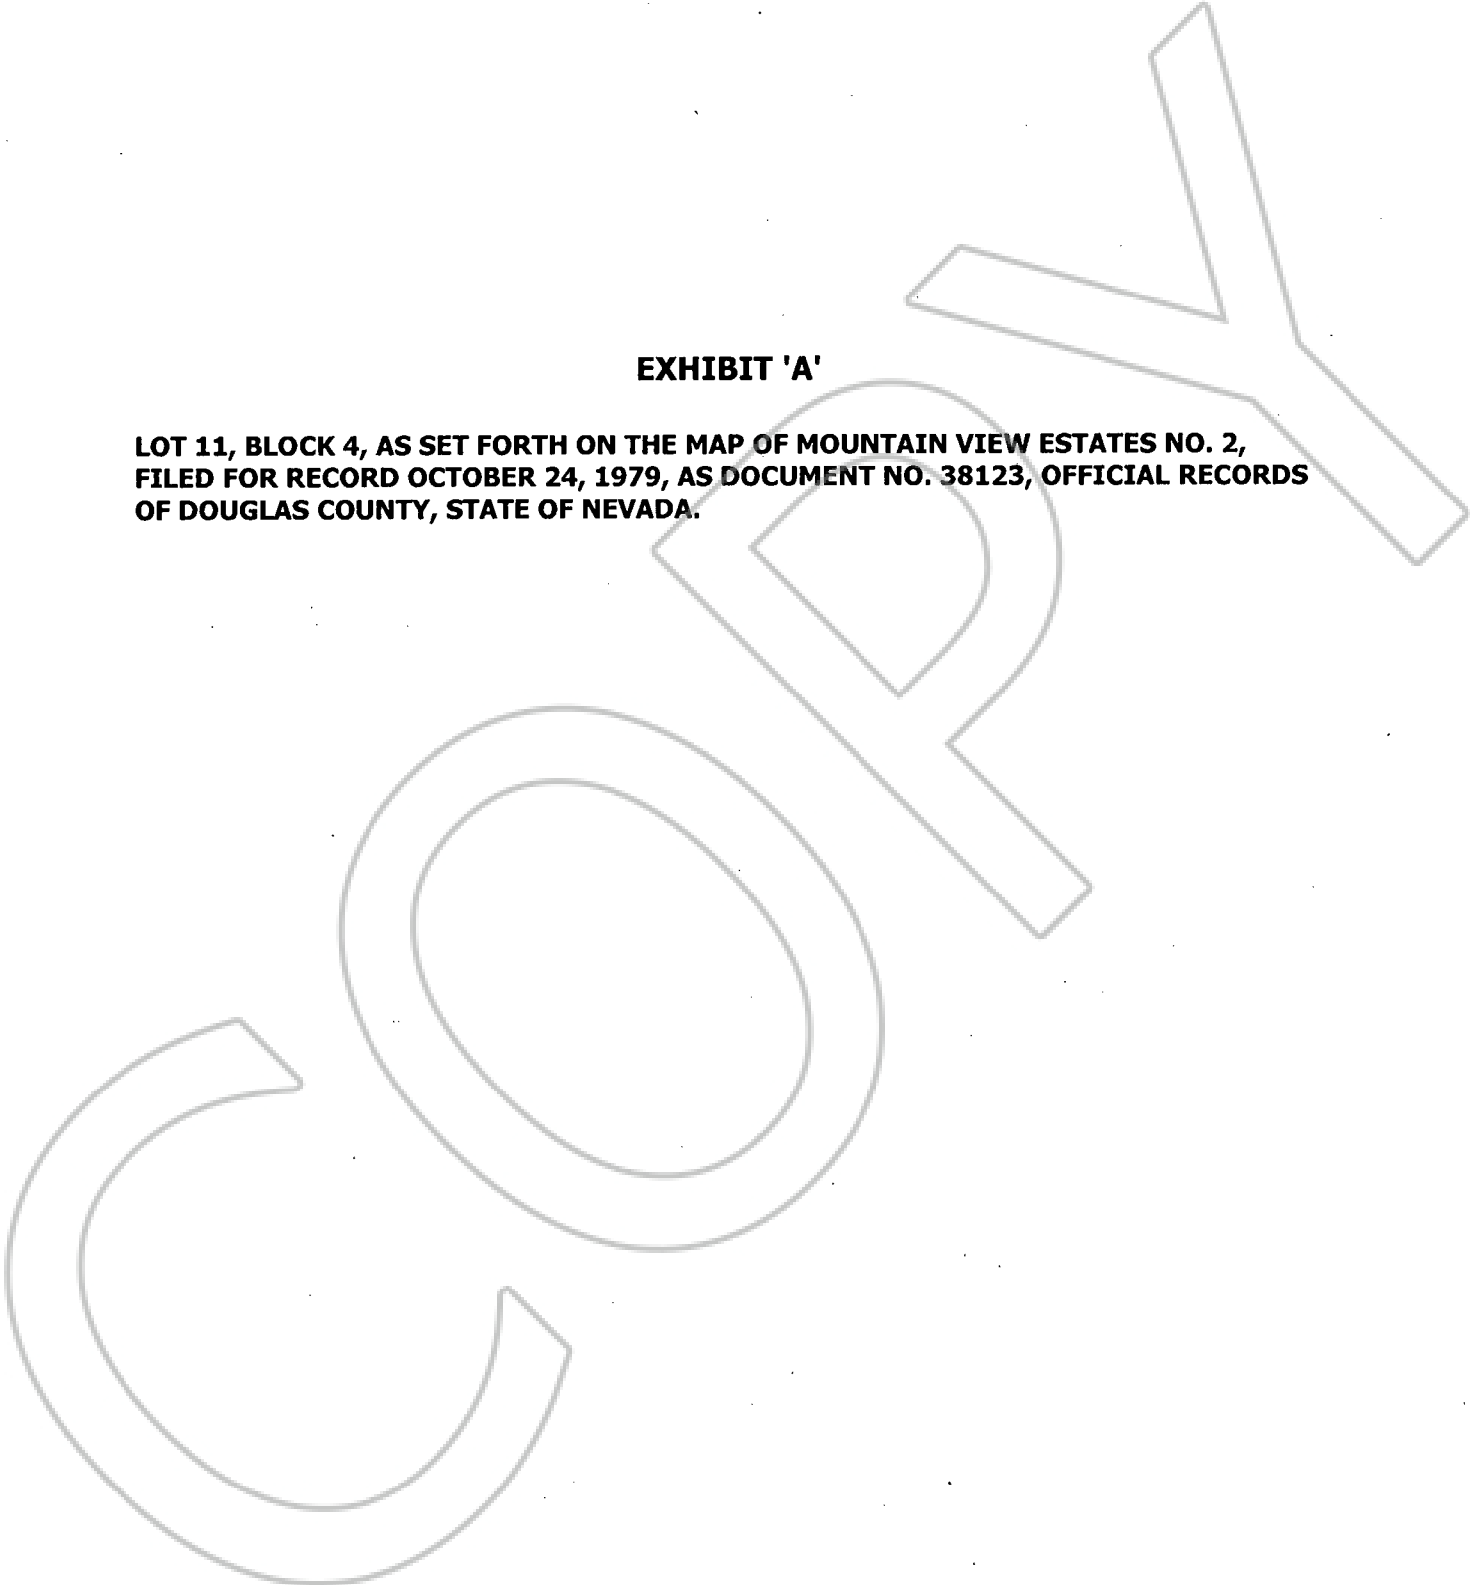 EXHIBIT 'A'
LOT 11, BLOCK 4, AS SET FORTH ON THE MAP OF MOUNTAIN VIEW ESTATES NO. 2,
FILED FOR RECORD OCTOBER 24, 1979, AS DOCUMENT NO. 38123, OFFICIAL RECORDS
OF DOUGLAS COUNTY, STATE OF NEVADA.
COPY